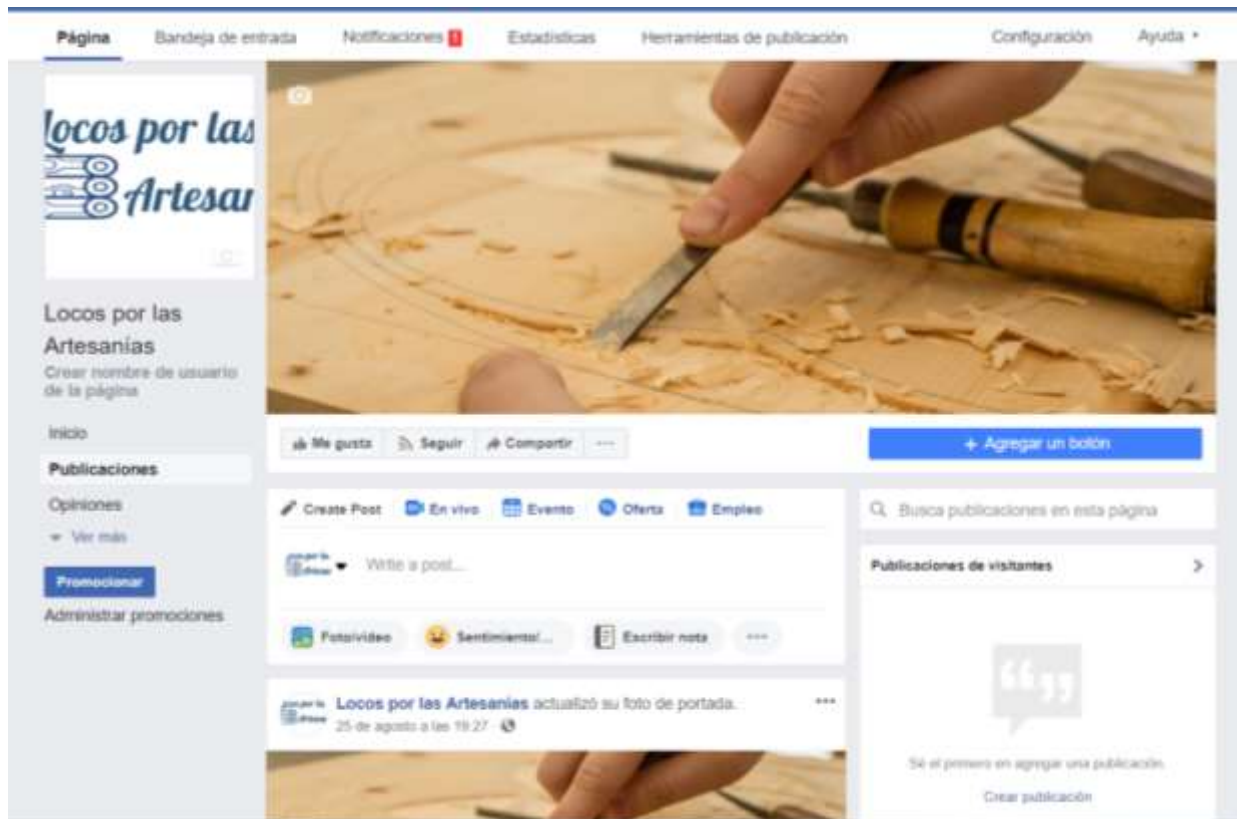 Página Bandeja de entrada Notificaciones 1 Estadísticas Herramientas de publicación Configuración Ayuda
locos por las
Artesan
Locos por las
Artesanías
Crear nombre de usuario
de la página
Inicio
Publicaciones
Opiniones
Ver más
Promocionar
Administrar promociones
Me gusta Seguir Compartir ...
+ Agregar un botón
Create Post En vivo Evento Oferta Empleo
Write a post...
Foto/video Sentimiento/... Escribir nota ...
Locos por las Artesanías actualizó su foto de portada.
25 de agosto a las 19:27
Busca publicaciones en esta página
Publicaciones de visitantes
Sé el primero en agregar una publicación.
Crear publicación